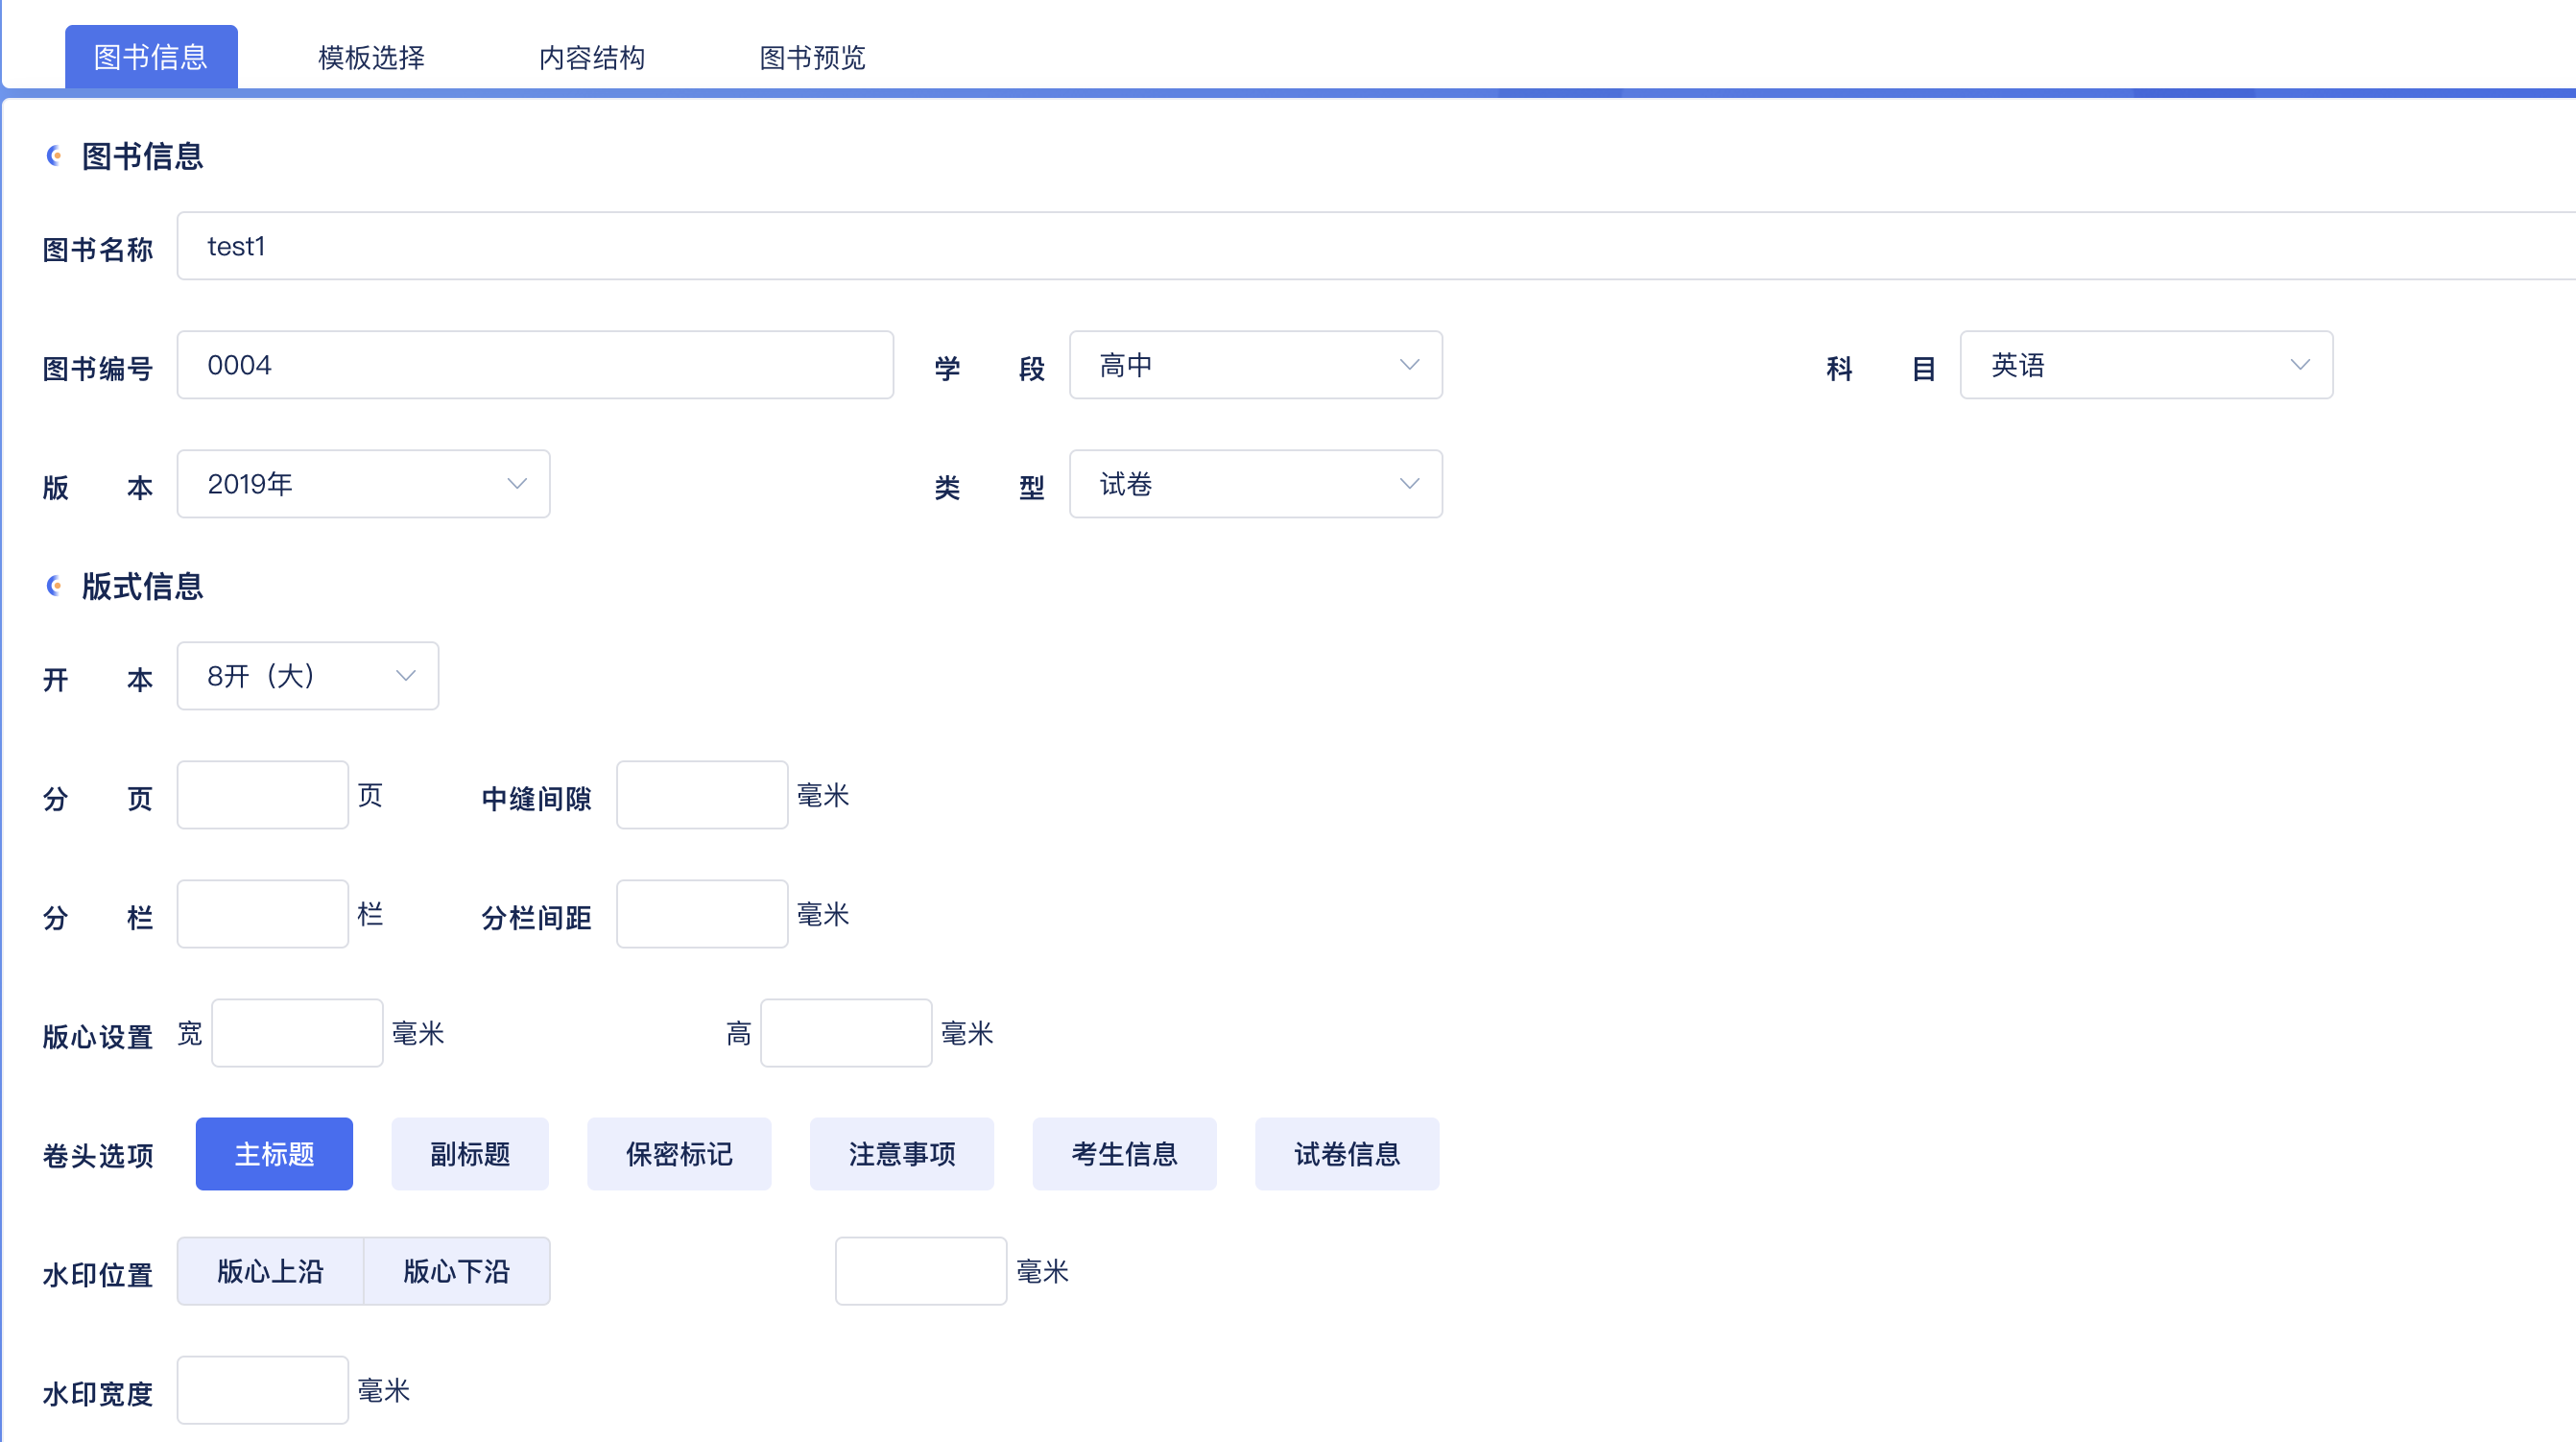 图书信息 模板选择 内容结构 图书预览
图书信息
图书名称 test1
图书编号 0004 学段 高中 科目 英语
版本 2019年 类型 试卷
版式信息
开本 8开（大）
分页 页 中缝间隙 毫米
分栏 栏 分栏间距 毫米
版心设置 宽 毫米 高 毫米
卷头选项 主标题 副标题 保密标记 注意事项 考生信息 试卷信息
水印位置 版心上沿 版心下沿 毫米
水印宽度 毫米